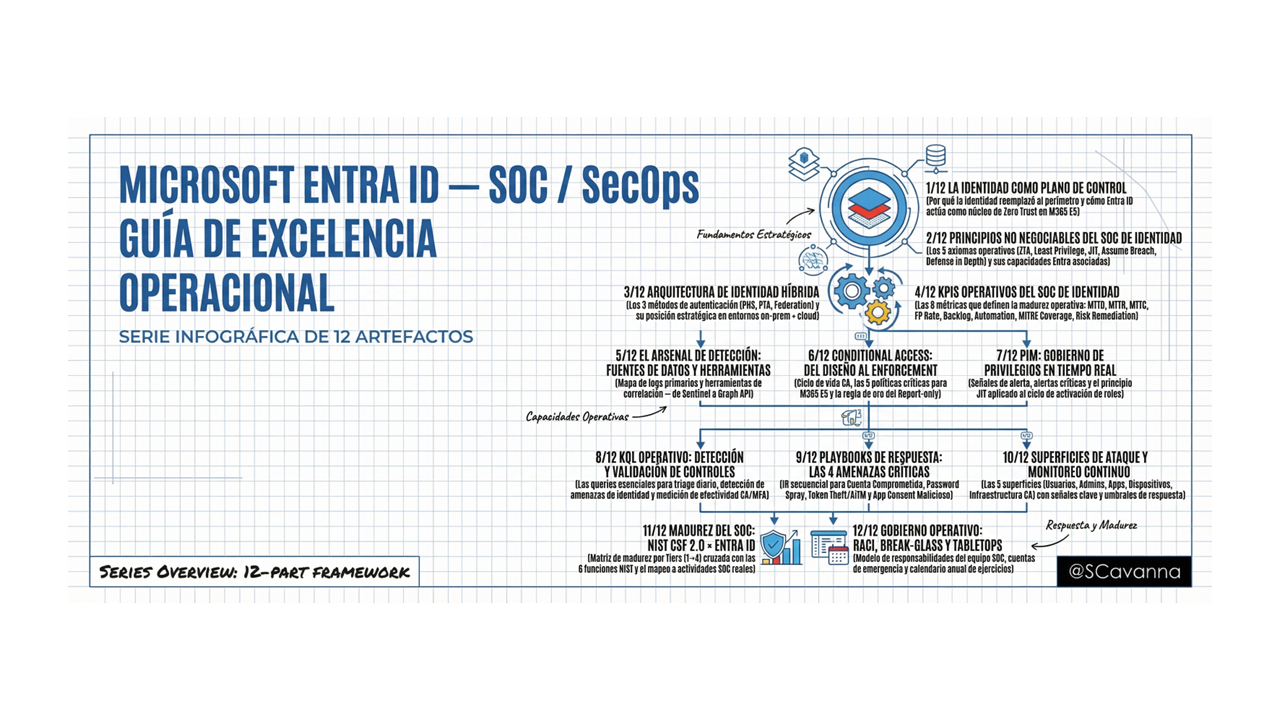 MICROSOFT ENTRA ID — SOC / SecOps
GUÍA DE EXCELENCIA
OPERACIONAL
SERIE INFOGRÁFICA DE 12 ARTEFACTOS
Fundamentos Estratégicos
1/12 LA IDENTIDAD COMO PLANO DE CONTROL
(Por qué la identidad reemplazó al perímetro y cómo Entra ID
actúa como núcleo de Zero Trust en M365 E5)
2/12 PRINCIPIOS NO NEGOCIABLES DEL SOC DE IDENTIDAD
(Los 5 axiomas operativos (ZTA, Least Privilege, JIT, Assume Breach,
Defense in Depth) y sus capacidades Entra asociadas)
3/12 ARQUITECTURA DE IDENTIDAD HÍBRIDA
(Los 3 métodos de autenticación (PHS, PTA, Federation) y
su posición estratégica en entornos on-prem + cloud)
4/12 KPIS OPERATIVOS DEL SOC DE IDENTIDAD
(Las 8 métricas que definen la madurez operativa: MTTD, MTTR, MTTC,
FP Rate, Backlog, Automation, MITRE Coverage, Risk Remediation)
5/12 EL ARSENAL DE DETECCIÓN:
FUENTES DE DATOS Y HERRAMIENTAS
(Mapa de logs primarios y herramientas de
correlación — de Sentinel a Graph API)
6/12 CONDITIONAL ACCESS:
DEL DISEÑO AL ENFORCEMENT
(Ciclo de vida CA, las 5 políticas críticas para
M365 E5 y la regla de oro del Report-only)
7/12 PIM: GOBIERNO DE
PRIVILEGIOS EN TIEMPO REAL
(Señales de alerta, alertas críticas y el principio
JIT aplicado al ciclo de activación de roles)
Capacidades Operativas
8/12 KQL OPERATIVO: DETECCIÓN
Y VALIDACIÓN DE CONTROLES
(Las queries esenciales para triage diario, detección de
amenazas de identidad y medición de efectividad CA/MFA)
9/12 PLAYBOOKS DE RESPUESTA:
LAS 4 AMENAZAS CRÍTICAS
(IR secuencial para Cuenta Comprometida, Password
Spray, Token Theft/AiTM y App Consent Malicioso)
10/12 SUPERFICIES DE ATAQUE Y
MONITOREO CONTINUO
(Las 5 superficies (Usuarios, Admins, Apps, Dispositivos,
Infraestructura CA) con señales clave y umbrales de respuesta)
11/12 MADUREZ DEL SOC:
NIST CSF 2.0 × ENTRA ID
(Matriz de madurez por Tiers (1→4) cruzada con las
6 funciones NIST y el mapeo a actividades SOC reales)
12/12 GOBIERNO OPERATIVO:
RACI, BREAK-GLASS Y TABLETOPS
(Modelo de responsabilidades del equipo SOC, cuentas
de emergencia y calendario anual de ejercicios)
Respuesta y Madurez
Series Overview: 12-part framework
@SCavanna